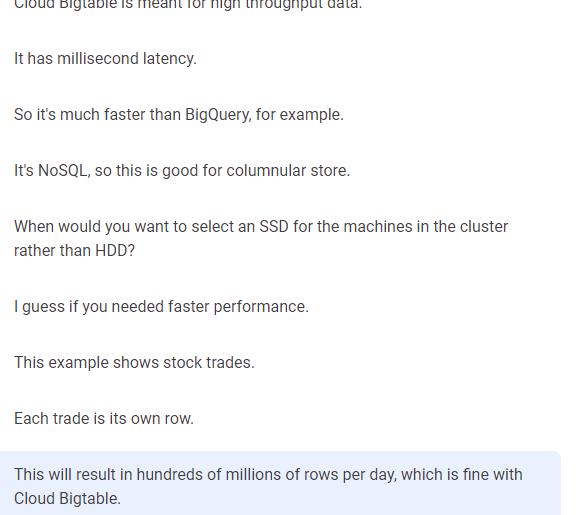 Cloud Bigtable is meant for high throughput data.
It has millisecond latency.
So it's much faster than BigQuery, for example.
It's NoSQL, so this is good for columnular store.
When would you want to select an SSD for the machines in the cluster
rather than HDD?
I guess if you needed faster performance.
This example shows stock trades.
Each trade is its own row.
This will result in hundreds of millions of rows per day, which is fine with
Cloud Bigtable.